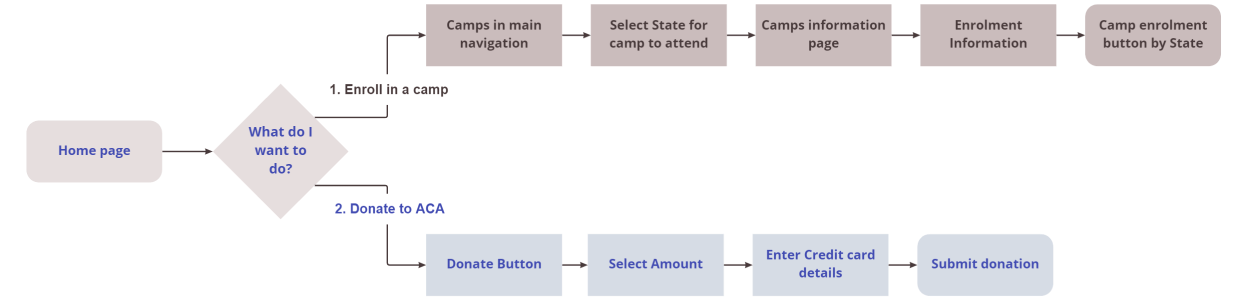 Home page
What do I
want to
do?
1. Enroll in a camp
Camps in main
navigation
Select State for
camp to attend
Camps information
page
Enrolment
Information
Camp enrolment
button by State
2. Donate to ACA
Donate Button
Select Amount
Enter Credit card
details
Submit donation